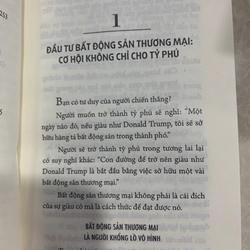 253
1
ĐẦU TƯ BẤT ĐỘNG SẢN THƯƠNG MẠI:
CƠ HỘI KHÔNG CHỈ CHO TỶ PHÚ
Bạn có tư duy của người chiến thắng?
Người muốn trở thành tỷ phú sẽ nghĩ: "Một
ngày nào đó, nếu giàu như Donald Trump, tôi sẽ sở
hữu hàng tá bất động sản trong thành phố."
Người sẽ trở thành tỷ phú trong tương lai
có suy nghĩ khác: "Con đường để trở nên giàu như
Donald Trump là bắt đầu bằng việc sở hữu một vài
bất động sản thương mại."
Bất động sản thương mại không phải là cái đích
của sự giàu có mà là cách thức để đạt được nó.
BẤT ĐỘNG SẢN THƯƠNG MẠI
LÀ NGƯỜI KHỔNG LỒ VÔ HÌNH